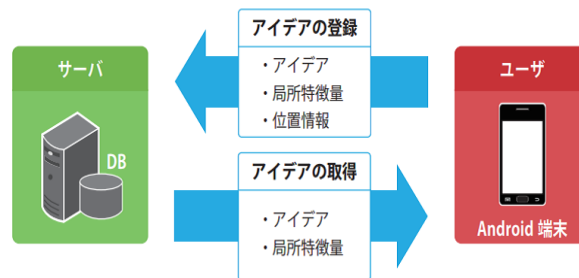 サーバ
DB
アイデアの登録
・アイデア
・局所特徴量
・位置情報
アイデアの取得
・アイデア
・局所特徴量
ユーザ
Android 端末